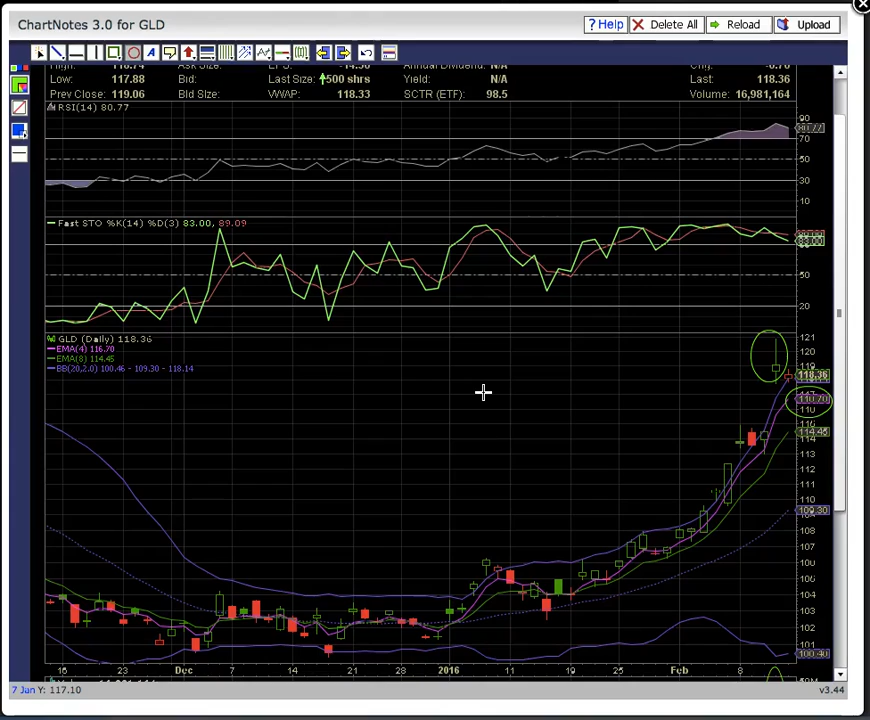 ChartNotes 3.0 for GLD
? Help Delete All Reload Upload
A
Low: 117.88 Bid: Last Size: 500 shrs Yield: N/A Last: 118.36
Prev Close: 119.06 Bid Size: VWAP: 118.33 SCTR (ETF): 98.5 Volume: 16,981,164
RSI(14) 80.77
90
80.77
50
30
10
Fast STO %K(14) %D(3) 83.00, 89.09
83.00
50
20
GLD (Daily) 118.36
EMA(4) 116.70
EMA(8) 114.45
BB(20,2.0) 100.46 - 109.30 - 118.14
121
120
119
118.36
116.70
116
114.45
113
112
111
110
109.30
108
107
106
105
104
103
102
101
100.46
16 23 Dec 7 14 21 28 2016 4 11 19 25 Feb 8
7 Jan Y: 117.10
v3.44